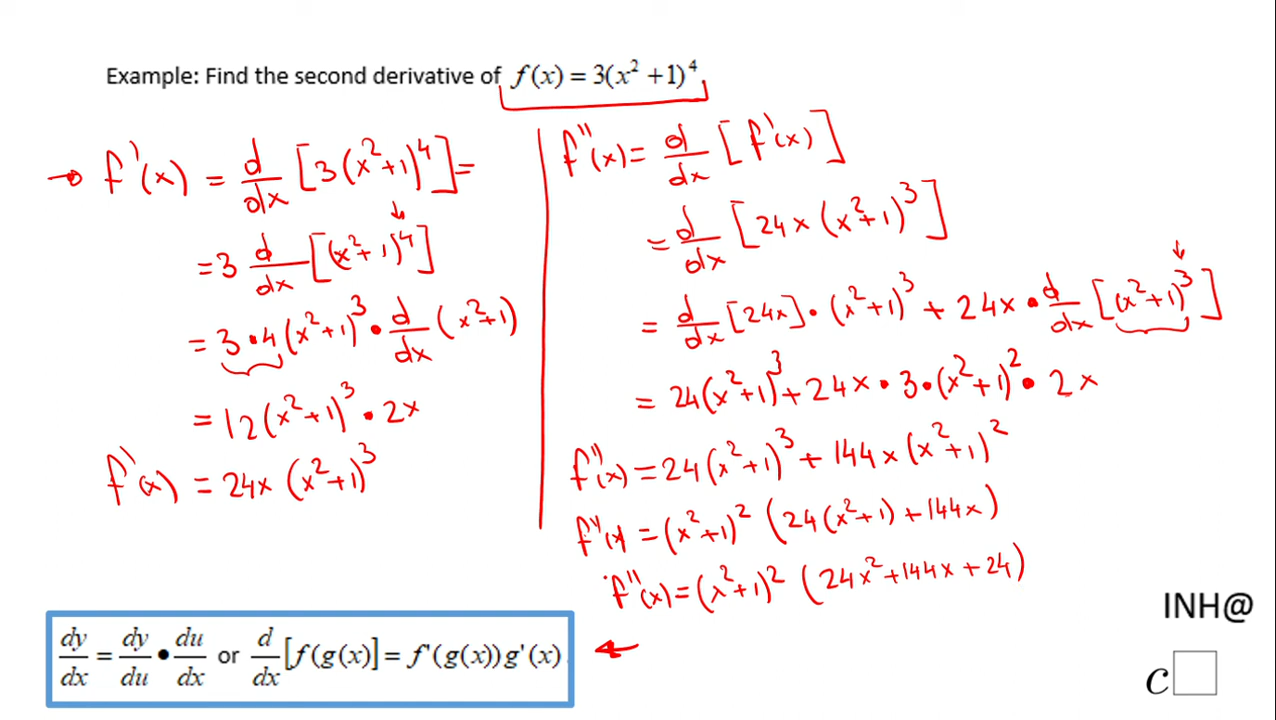 Example: Find the second derivative of f(x) = 3(x² + 1)⁴
f'(x) = d/dx [3(x²+1)⁴] =
= 3 d/dx [(x²+1)⁴]
= 3•4(x²+1)³ • d/dx (x²+1)
= 12(x²+1)³ • 2x
f'(x) = 24x (x²+1)³
f''(x) = d/dx [f'(x)]
= d/dx [24x (x²+1)³]
= d/dx [24x] • (x²+1)³ + 24x • d/dx [(x²+1)³]
= 24(x²+1)³ + 24x • 3 • (x²+1)² • 2x
f''(x) = 24(x²+1)³ + 144x (x²+1)²
f''(x) = (x²+1)² (24(x²+1) + 144x)
f''(x) = (x²+1)² (24x² + 144x + 24)
dy/dx = dy/du • du/dx or d/dx [f(g(x)] = f'(g(x))g'(x)
INH@
c